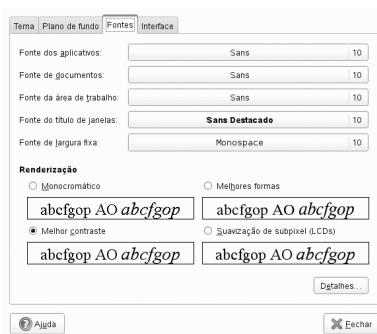 Tema Plano de fundo Fontes Interface
Fonte dos aplicativos: Sans 10
Fonte de documentos: Sans 10
Fonte da área de trabalho: Sans 10
Fonte do título de janelas: Sans Destacado 10
Fonte de largura fixa: Monospace 10
Renderização
Monocromático Melhores formas
abcfgop AO abcfgop abcfgop AO abcfgop
Melhor contraste Suavização de subpixel (LCDs)
abcfgop AO abcfgop abcfgop AO abcfgop
Detalhes...
Ajuda Fechar